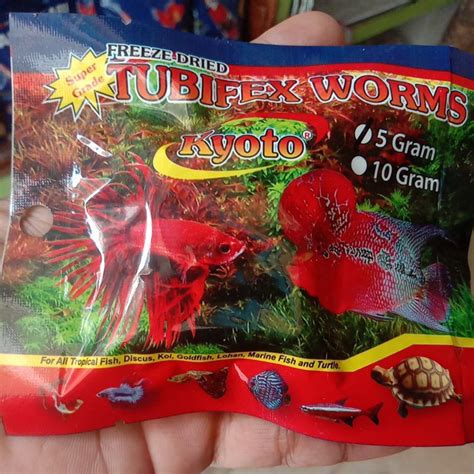 Super
Grade
FREEZE DRIED
TUBIFEX WORMS
Kyoto®
5 Gram
10 Gram
For All Tropical Fish, Discus, Koi, Goldfish, Lohan, Marine Fish and Turtle.